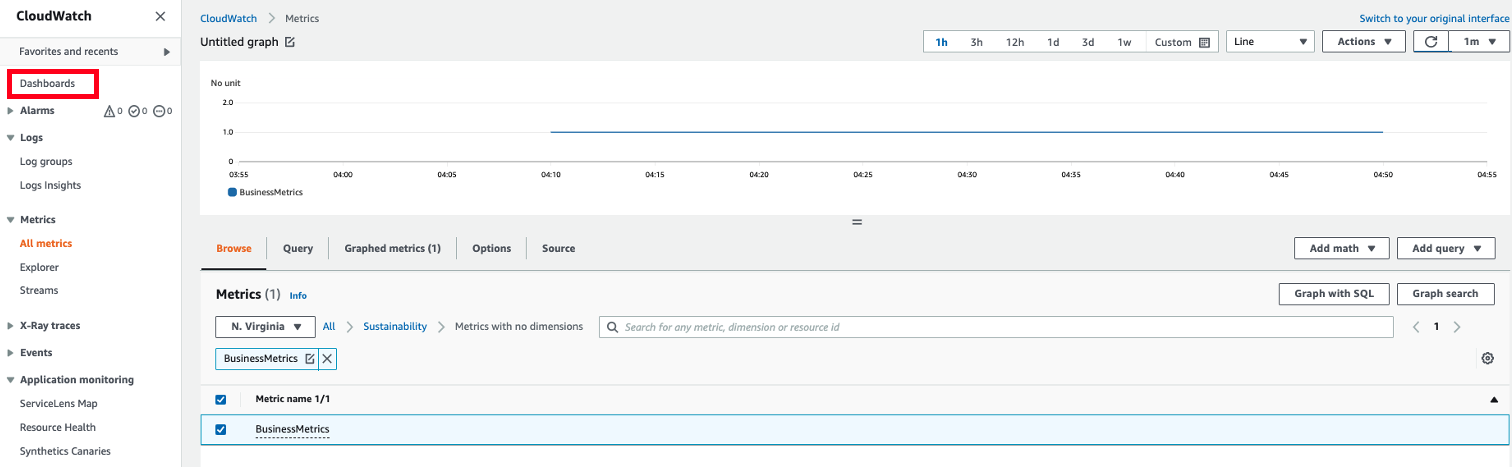 CloudWatch
Favorites and recents
Dashboards
Alarms 0 0 0
Logs
Log groups
Logs Insights
Metrics
All metrics
Explorer
Streams
X-Ray traces
Events
Application monitoring
ServiceLens Map
Resource Health
Synthetics Canaries
CloudWatch Metrics
Switch to your original interface
Untitled graph
1h 3h 12h 1d 3d 1w Custom Line Actions 1m
No unit
2.0
1.0
0
03:55 04:00 04:05 04:10 04:15 04:20 04:25 04:30 04:35 04:40 04:45 04:50 04:55
BusinessMetrics
Browse Query Graphed metrics (1) Options Source Add math Add query
Metrics (1) Info Graph with SQL Graph search
N. Virginia All Sustainability Metrics with no dimensions Search for any metric, dimension or resource id 1
BusinessMetrics
Metric name 1/1
BusinessMetrics